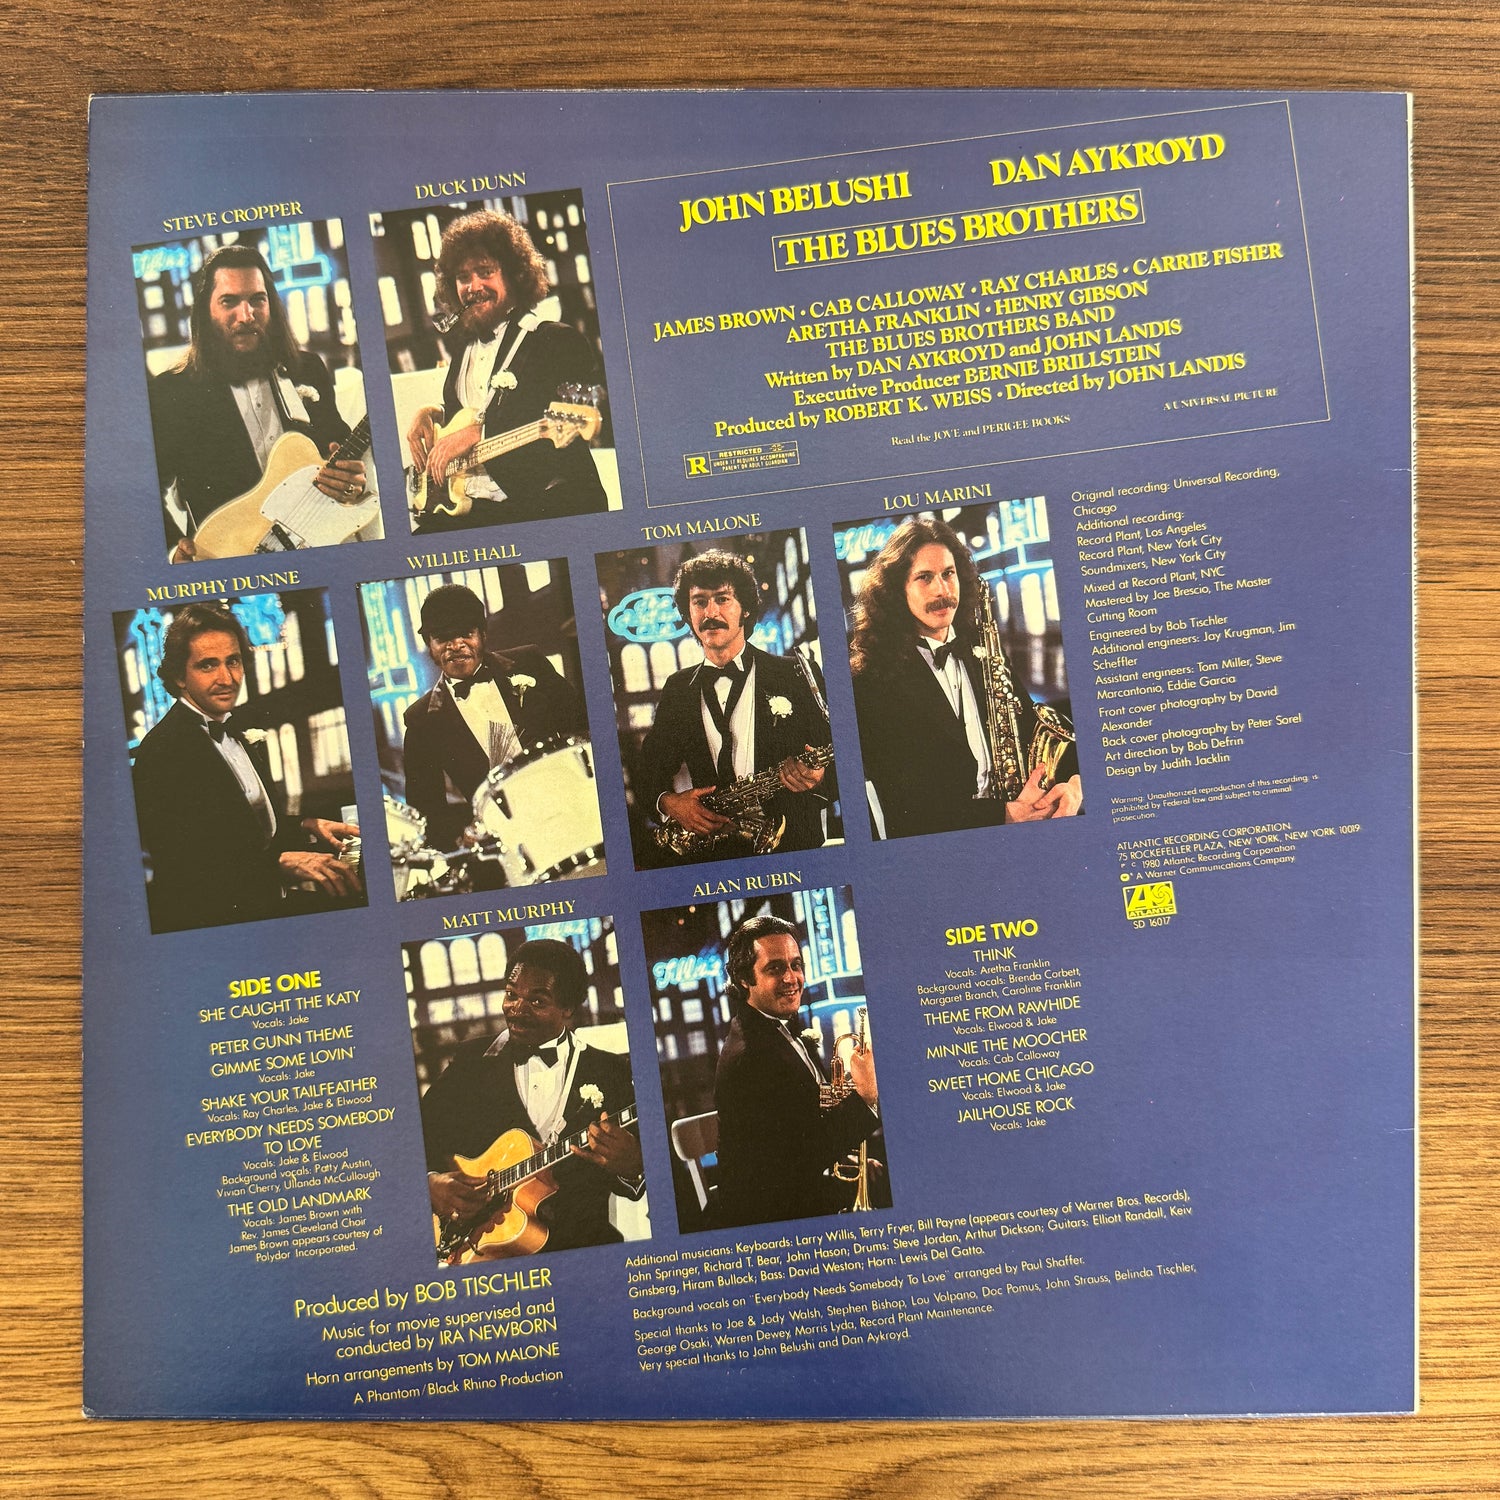 STEVE CROPPER
DUCK DUNN
JOHN BELUSHI
DAN AYKROYD
THE BLUES BROTHERS
JAMES BROWN • CAB CALLOWAY • RAY CHARLES • CARRIE FISHER
ARETHA FRANKLIN • HENRY GIBSON
THE BLUES BROTHERS BAND
Written by DAN AYKROYD and JOHN LANDIS
Executive Producer BERNIE BRILLSTEIN
Produced by ROBERT K. WEISS • Directed by JOHN LANDIS
R
RESTRICTED
UNDER 17 REQUIRES ACCOMPANYING
PARENT OR ADULT GUARDIAN
Read the JOVE and PERIGEE BOOKS
A UNIVERSAL PICTURE
MURPHY DUNNE
WILLIE HALL
TOM MALONE
LOU MARINI
Original recording: Universal Recording,
Chicago
Additional recording:
Record Plant, Los Angeles
Record Plant, New York City
Soundmixers, New York City
Mixed at Record Plant, NYC
Mastered by Joe Brescio, The Master
Cutting Room
Engineered by Bob Tischler
Additional engineers: Jay Krugman, Jim
Scheffler
Assistant engineers: Tom Miller, Steve
Marcantonio, Eddie Garcia
Front cover photography by David
Alexander
Back cover photography by Peter Sorel
Art direction by Bob Defrin
Design by Judith Jacklin
Warning: Unauthorized reproduction of this recording is
prohibited by Federal law and subject to criminal
prosecution.
ATLANTIC RECORDING CORPORATION
75 ROCKEFELLER PLAZA, NEW YORK, NEW YORK 10019
P C 1980 Atlantic Recording Corporation
A Warner Communications Company
ATLANTIC
SD 16017
MATT MURPHY
ALAN RUBIN
SIDE ONE
SHE CAUGHT THE KATY
Vocals: Jake
PETER GUNN THEME
GIMME SOME LOVIN'
Vocals: Jake
SHAKE YOUR TAILFEATHER
Vocals: Ray Charles, Jake & Elwood
EVERYBODY NEEDS SOMEBODY
TO LOVE
Vocals: Jake & Elwood
Background vocals: Patty Austin,
Vivian Cherry, Ullanda McCullough
THE OLD LANDMARK
Vocals: James Brown with
Rev. James Cleveland Choir
James Brown appears courtesy of
Polydor Incorporated.
SIDE TWO
THINK
Vocals: Aretha Franklin
Background vocals: Brenda Corbett,
Margaret Branch, Caroline Franklin
THEME FROM RAWHIDE
Vocals: Elwood & Jake
MINNIE THE MOOCHER
Vocals: Cab Calloway
SWEET HOME CHICAGO
Vocals: Elwood & Jake
JAILHOUSE ROCK
Vocals: Jake
Produced by BOB TISCHLER
Music for movie supervised and
conducted by IRA NEWBORN
Horn arrangements by TOM MALONE
A Phantom/Black Rhino Production
Additional musicians: Keyboards: Larry Willis, Terry Fryer, Bill Payne (appears courtesy of Warner Bros. Records),
John Springer, Richard T. Bear, John Hason; Drums: Steve Jordan, Arthur Dickson; Guitars: Elliott Randall, Keiv
Ginsberg, Hiram Bullock; Bass: David Weston; Horn: Lewis Del Gatto.
Background vocals on "Everybody Needs Somebody To Love" arranged by Paul Shaffer.
Special thanks to Joe & Jody Walsh, Stephen Bishop, Lou Volpano, Doc Pomus, John Strauss, Belinda Tischler,
George Osaki, Warren Dewey, Morris Lyda, Record Plant Maintenance.
Very special thanks to John Belushi and Dan Aykroyd.